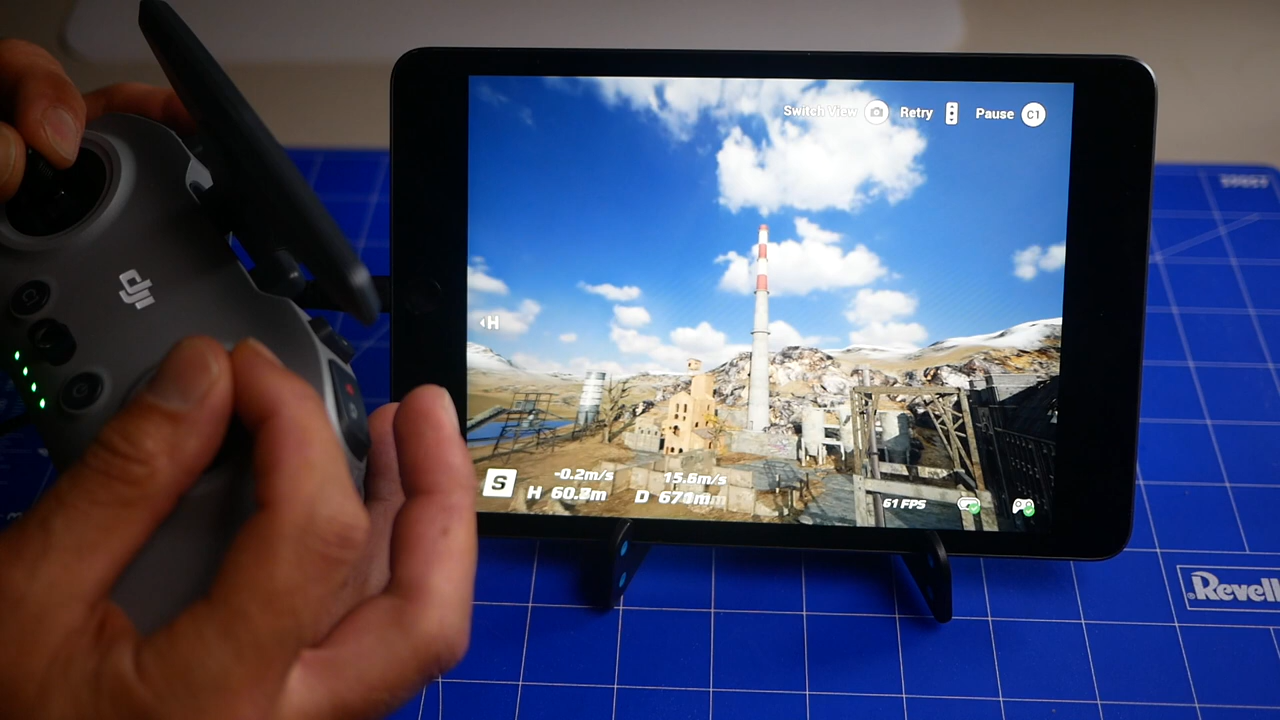 Switch View Retry Pause C1
dji
H
S
-0.2m/s 15.6m/s
H 60.3m D 670m
61 FPS
Revell